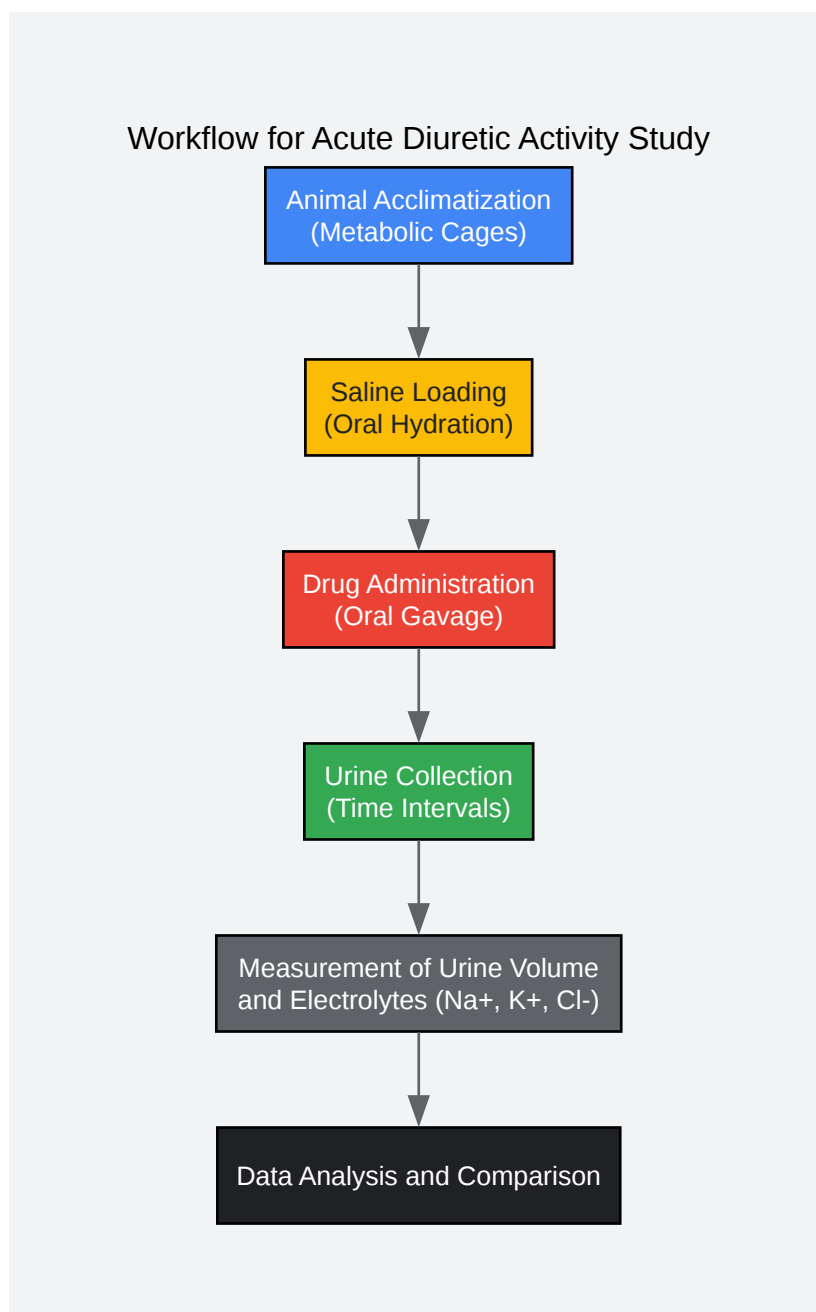 Workflow for Acute Diuretic Activity Study
Animal Acclimatization
(Metabolic Cages)
Saline Loading
(Oral Hydration)
Drug Administration
(Oral Gavage)
Urine Collection
(Time Intervals)
Measurement of Urine Volume
and Electrolytes (Na+, K+, Cl-)
Data Analysis and Comparison